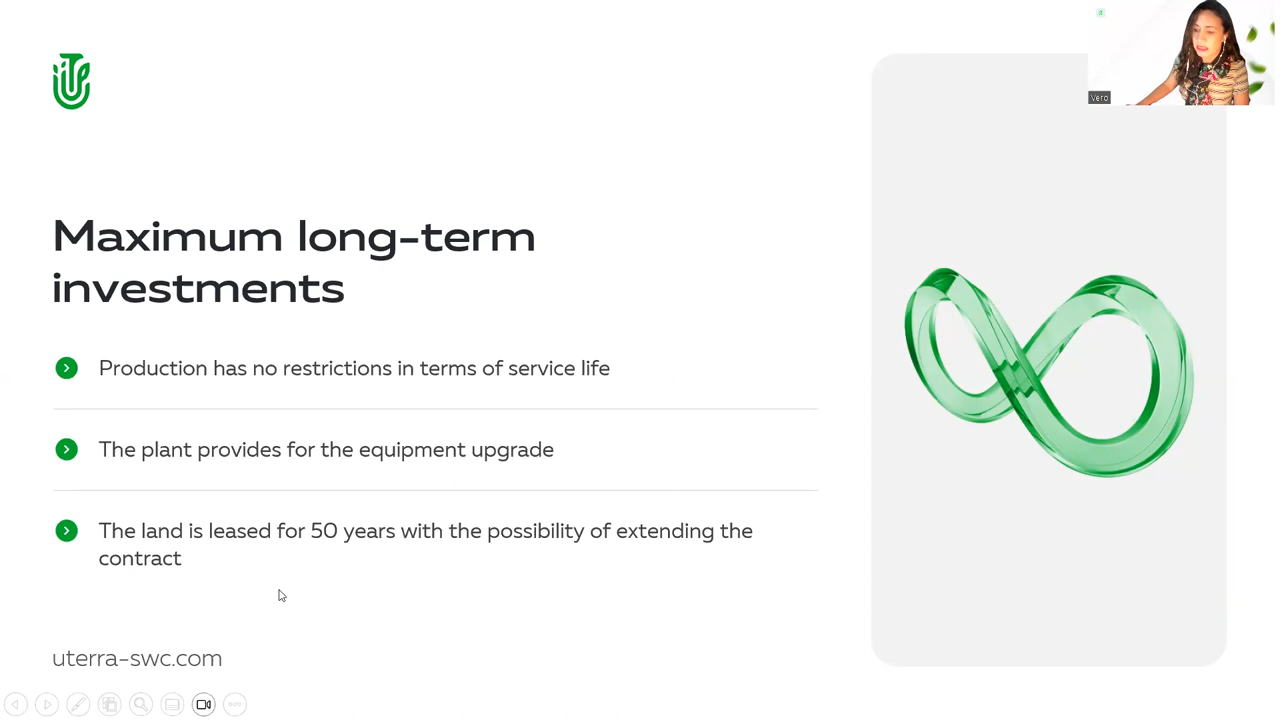 Vero
Maximum long-term
investments
Production has no restrictions in terms of service life
The plant provides for the equipment upgrade
The land is leased for 50 years with the possibility of extending the
contract
uterra-swc.com